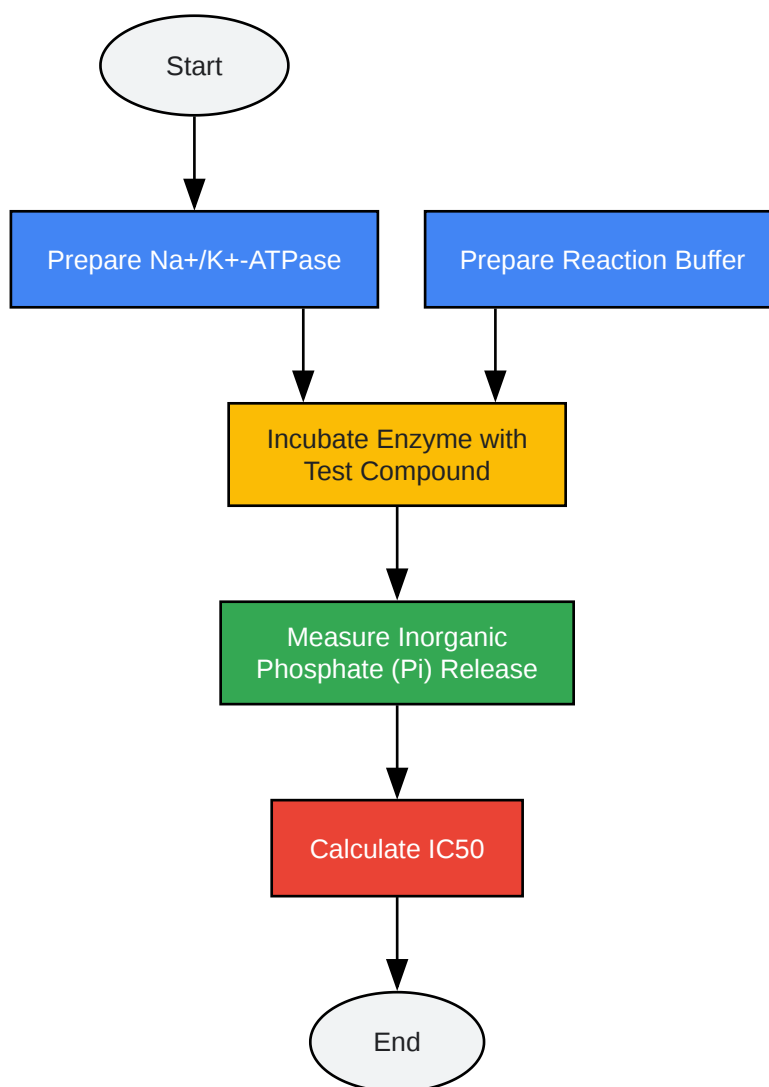 Start
Prepare Na+/K+-ATPase
Prepare Reaction Buffer
Incubate Enzyme with
Test Compound
Measure Inorganic
Phosphate (Pi) Release
Calculate IC50
End